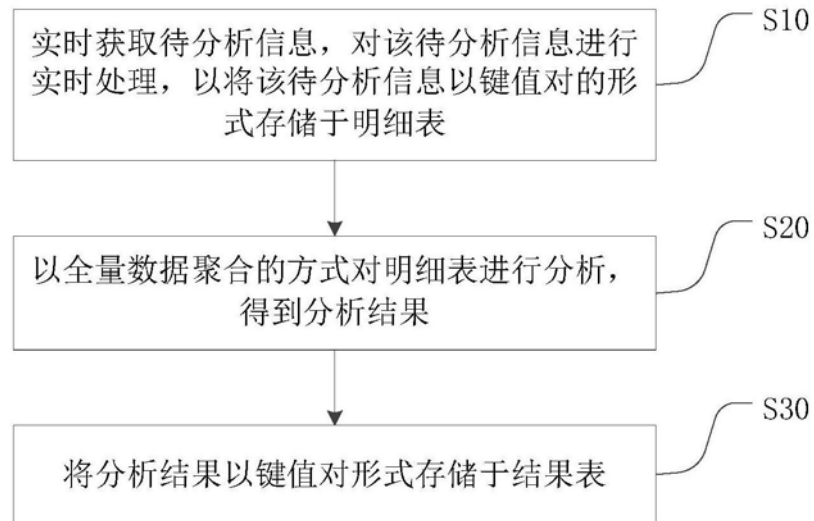 实时获取待分析信息，对该待分析信息进行
实时处理，以将该待分析信息以键值对的形
式存储于明细表
S10
以全量数据聚合的方式对明细表进行分析，
得到分析结果
S20
将分析结果以键值对形式存储于结果表
S30